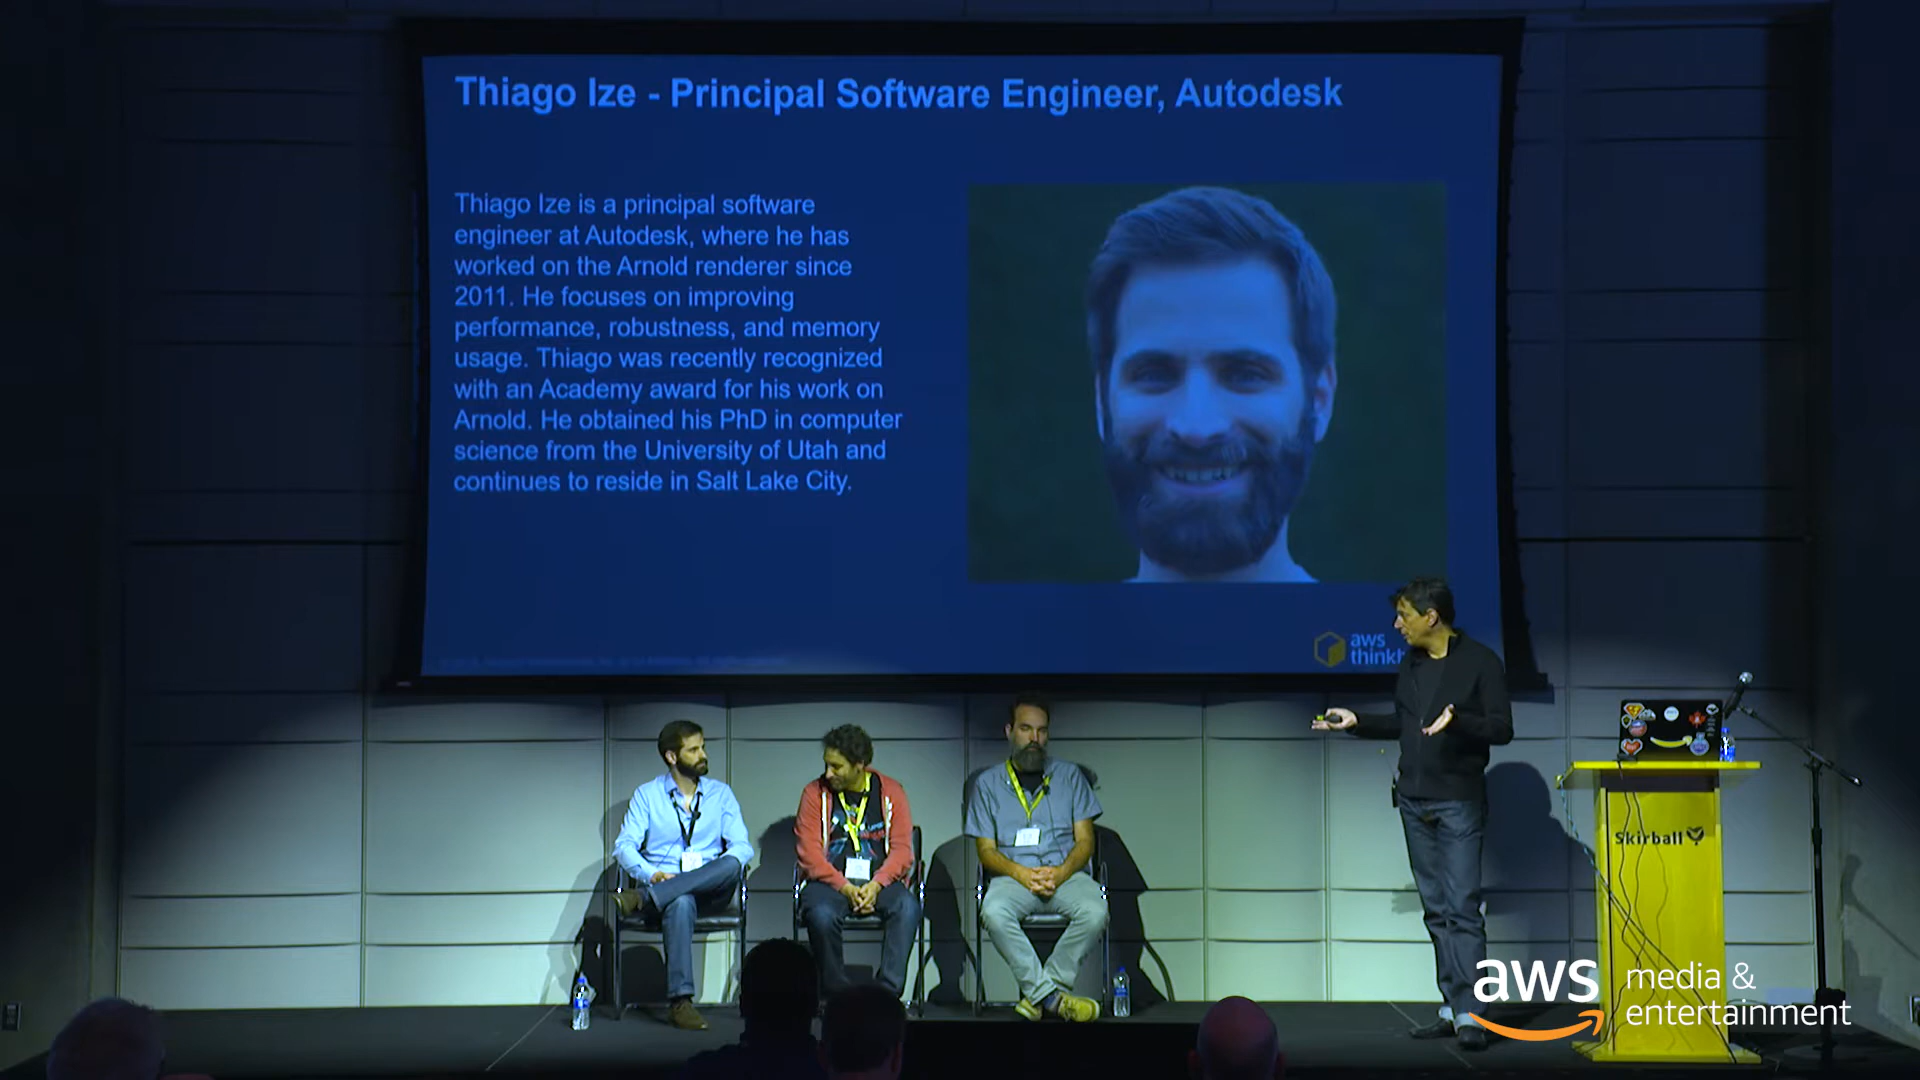 Thiago Ize - Principal Software Engineer, Autodesk
Thiago Ize is a principal software
engineer at Autodesk, where he has
worked on the Arnold renderer since
2011. He focuses on improving
performance, robustness, and memory
usage. Thiago was recently recognized
with an Academy award for his work on
Arnold. He obtained his PhD in computer
science from the University of Utah and
continues to reside in Salt Lake City.
aws
Skirball
aws media &
entertainment